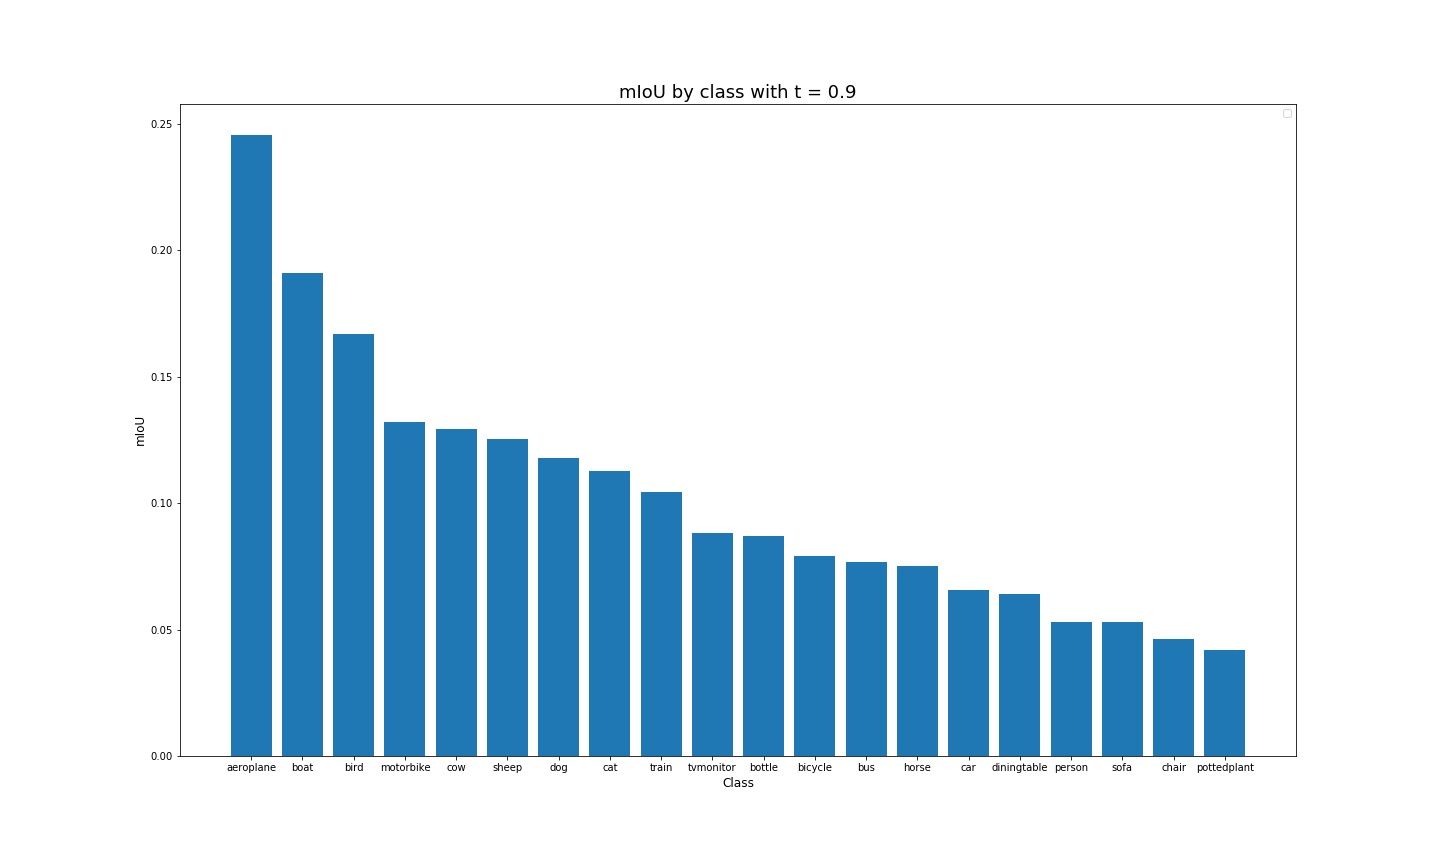 mIoU by class with t = 0.9
0.25
0.20
0.15
mIoU
0.10
0.05
0.00
aeroplane boat bird motorbike cow sheep dog cat train tvmonitor bottle bicycle bus horse car diningtable person sofa chair pottedplant
Class